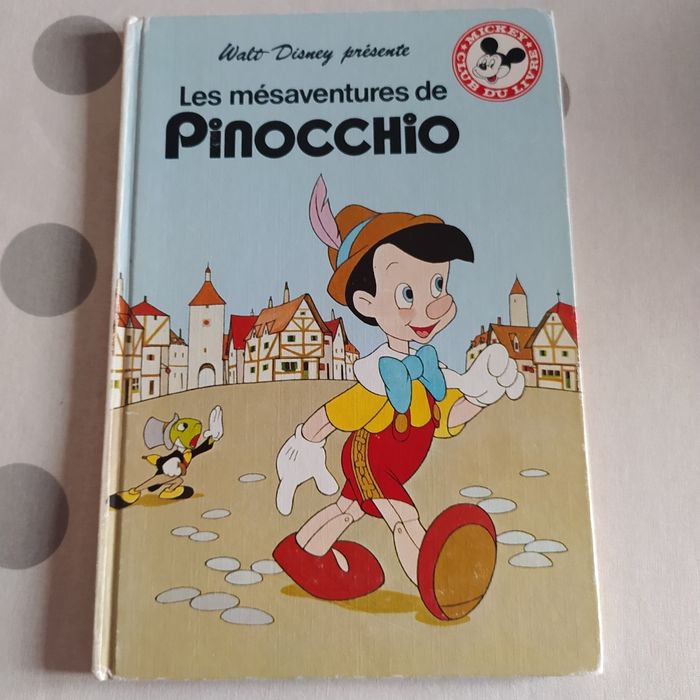 Walt Disney présente
MICKEY
CLUB DU LIVRE
Les mésaventures de
PINOCCHIO